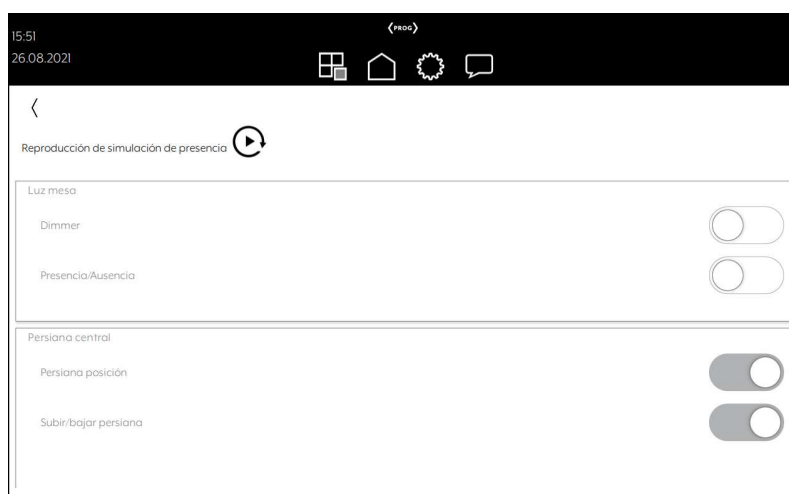 15:51
26.08.2021
PROG
Reproducción de simulación de presencia
Luz mesa
Dimmer
Presencia/Ausencia
Persiana central
Persiana posición
Subir/bajar persiana